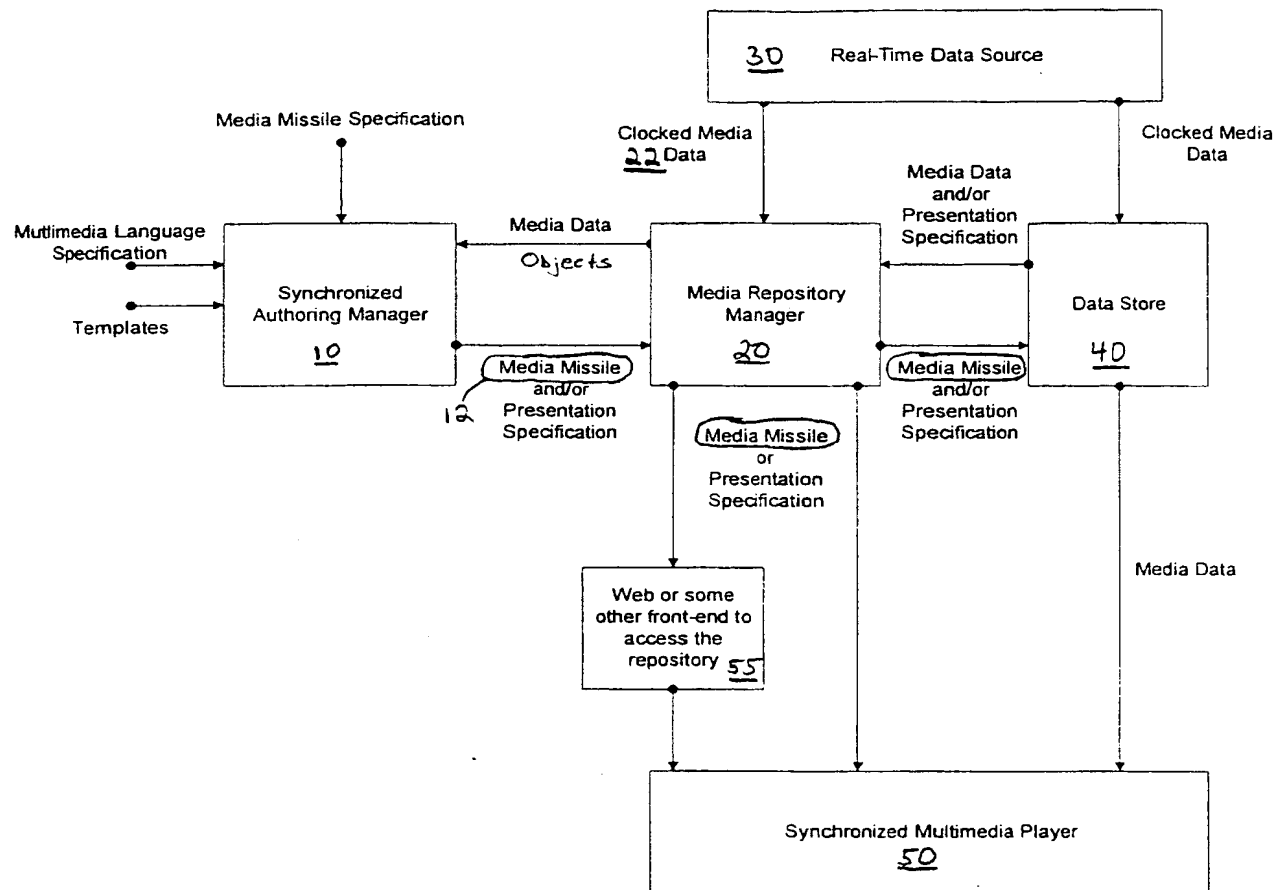 30 Real-Time Data Source
Media Missile Specification
Clocked Media
22 Data
Clocked Media
Data
Media Data
and/or
Presentation
Specification
Mutlimedia Language
Specification
Templates
Synchronized
Authoring Manager
10
Media Data
Objects
Media Repository
Manager
20
Data Store
40
Media Missile
and/or
Presentation
Specification
12
Media Missile
and/or
Presentation
Specification
Media Missile
or
Presentation
Specification
Media Data
Web or some
other front-end to
access the
repository 55
Synchronized Multimedia Player
50